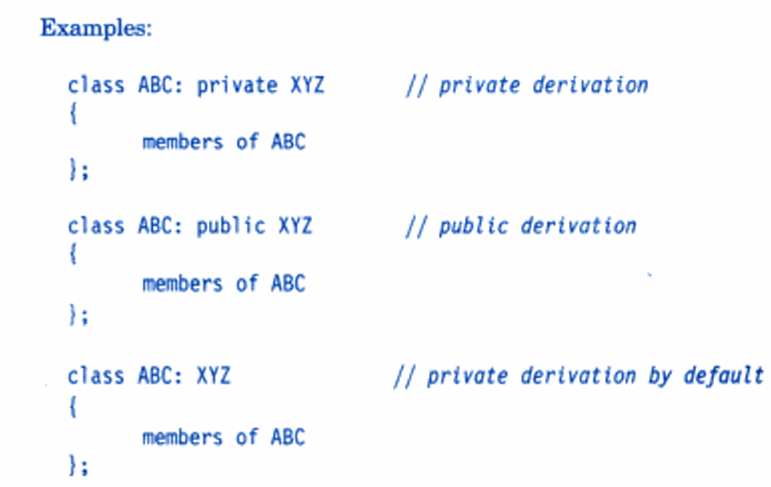 Examples:
class ABC: private XYZ // private derivation
{
members of ABC
};
class ABC: public XYZ // public derivation
{
members of ABC
};
class ABC: XYZ // private derivation by default
{
members of ABC
};